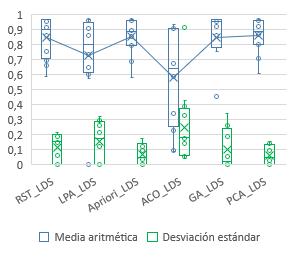 1
0,9
0,8
0,7
0,6
0,5
0,4
0,3
0,2
0,1
0
RST_LDS
LPA_LDS
Apriori_LDS
ACO_LDS
GA_LDS
PCA_LDS
Media aritmética
Desviación estándar